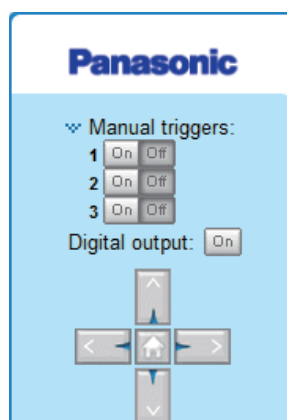 Panasonic
Manual triggers:
1 On Off
2 On Off
3 On Off
Digital output: On